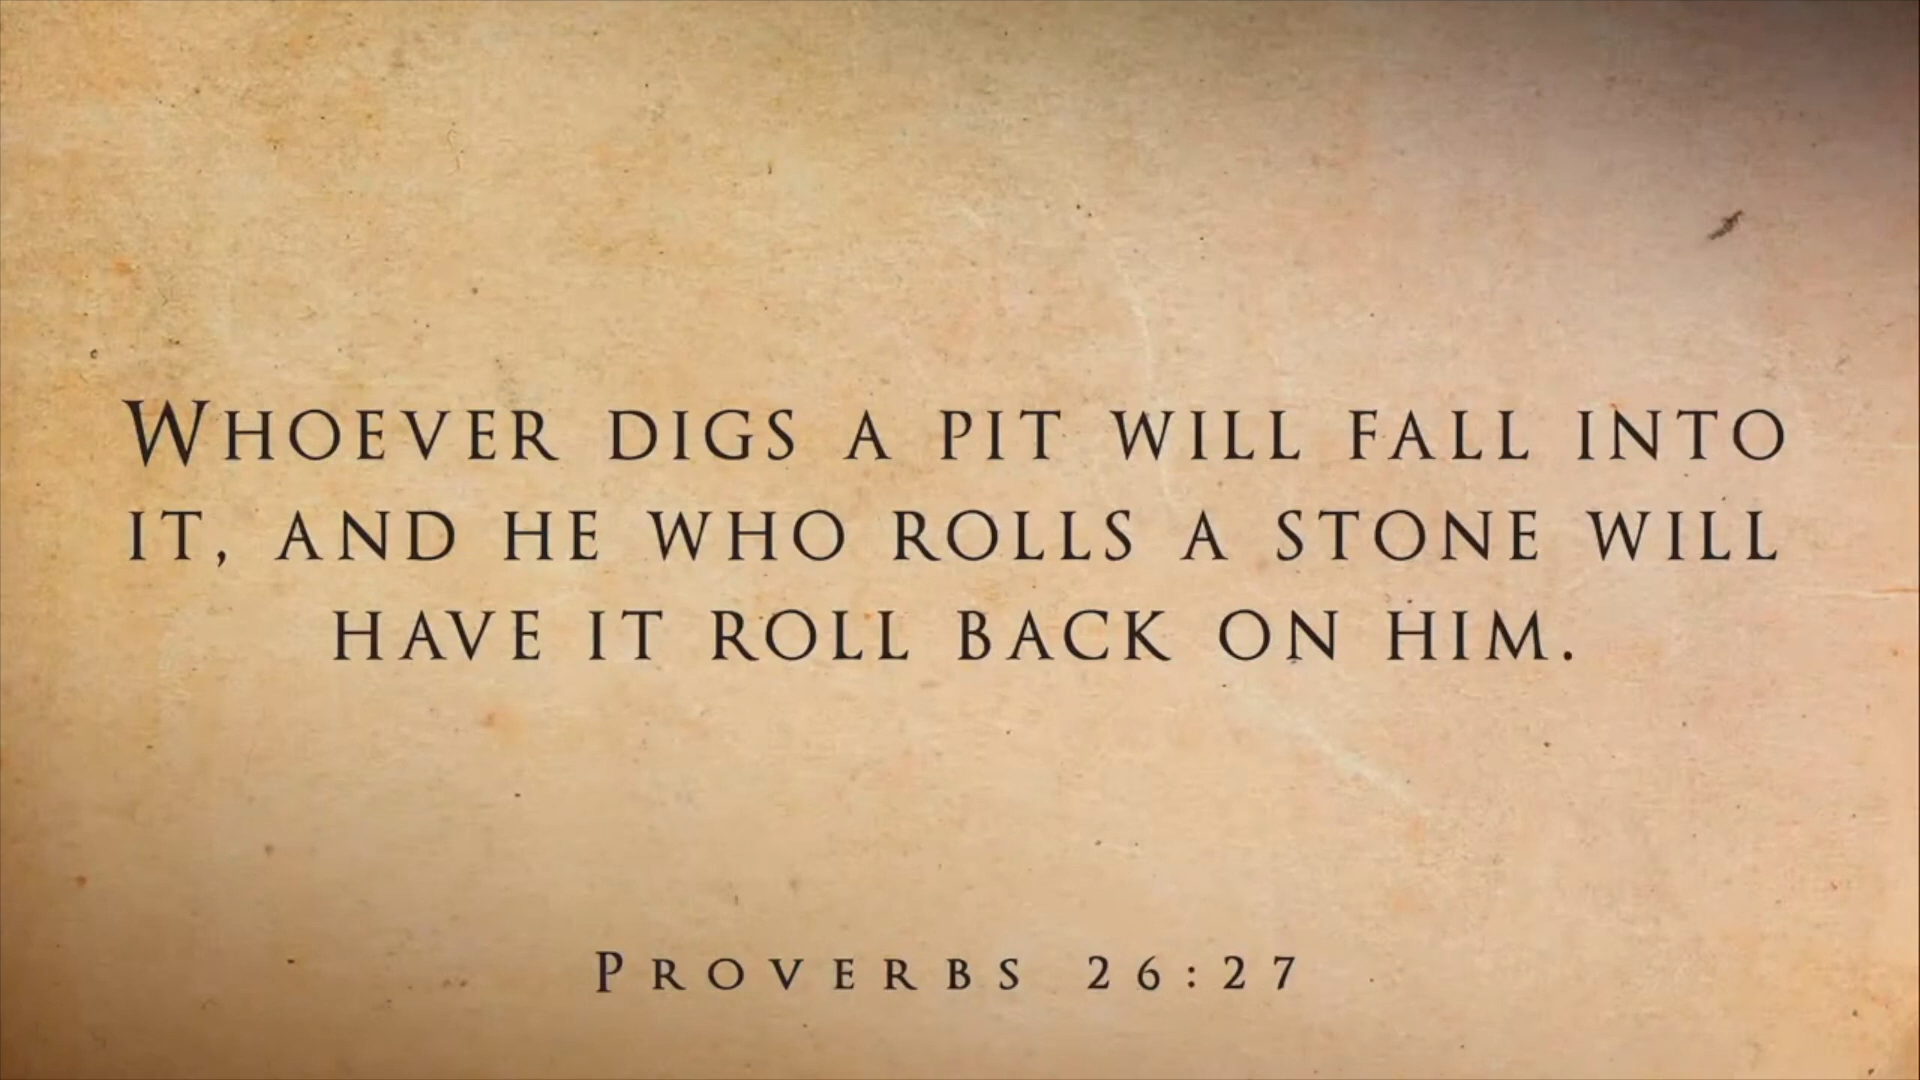 Whoever digs a pit will fall into
it, and he who rolls a stone will
have it roll back on him.
Proverbs 26:27